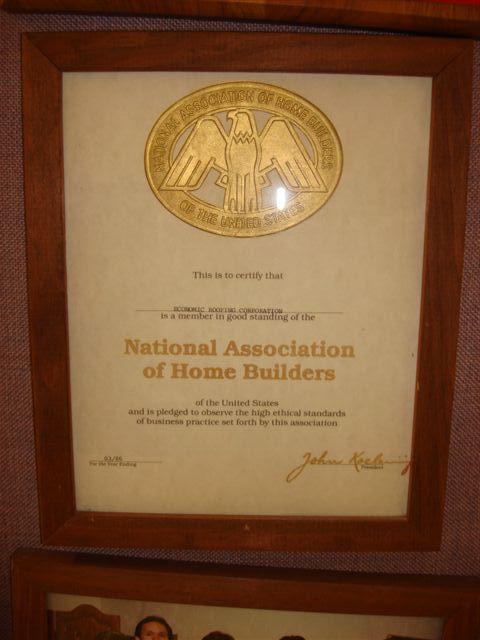 NATIONAL ASSOCIATION OF HOME BUILDERS
OF THE UNITED STATES
This is to certify that
ECONOMIC ROOFING CORPORATION
is a member in good standing of the
National Association
of Home Builders
of the United States
and is pledged to observe the high ethical standards
of business practice set forth by this association
03/86
For the Year Ending
John
President